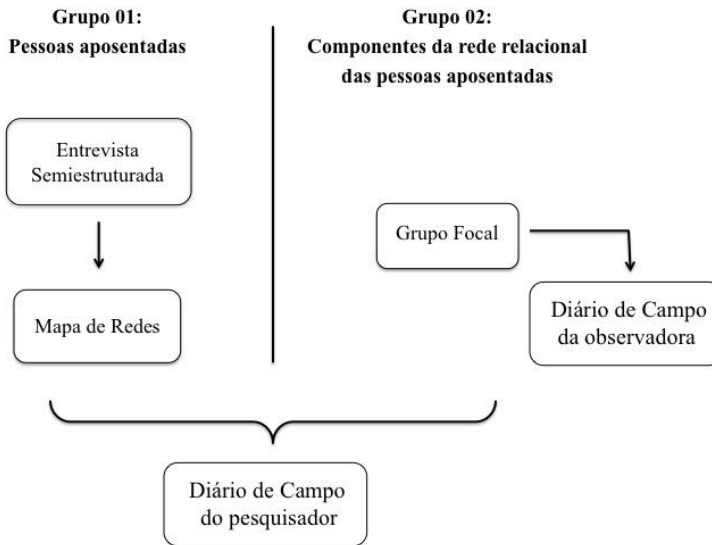 Grupo 01:
Pessoas aposentadas
Grupo 02:
Componentes da rede relacional
das pessoas aposentadas
Entrevista
Semiestruturada
Mapa de Redes
Grupo Focal
Diário de Campo
da observadora
Diário de Campo
do pesquisador